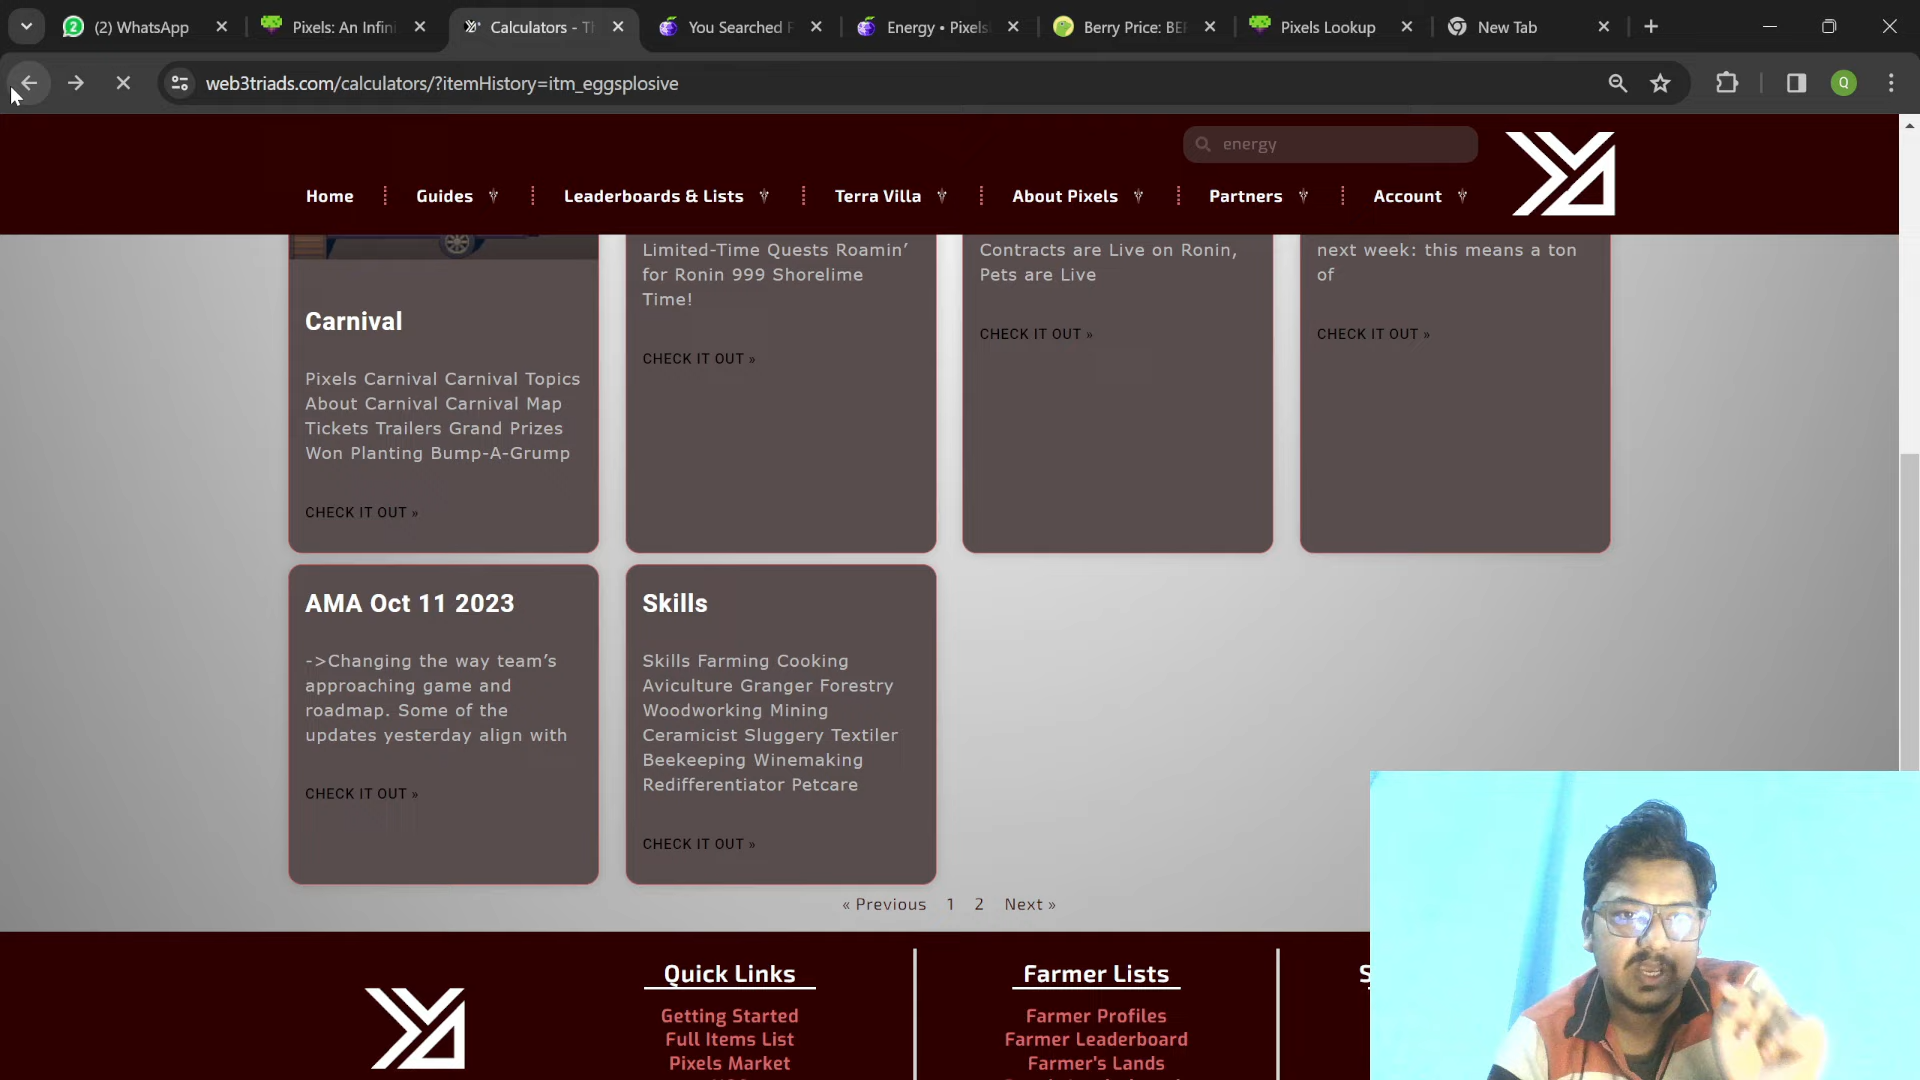 (2) WhatsApp
Pixels: An Infini
Calculators - Th
You Searched F
Energy • Pixels
Berry Price: BER
Pixels Lookup
New Tab
web3triads.com/calculators/?itemHistory=itm_eggsplosive
Q
energy
Home
Guides
Leaderboards & Lists
Terra Villa
About Pixels
Partners
Account
Carnival
Pixels Carnival Carnival Topics
About Carnival Carnival Map
Tickets Trailers Grand Prizes
Won Planting Bump-A-Grump
CHECK IT OUT »
Limited-Time Quests Roamin’
for Ronin 999 Shorelime
Time!
CHECK IT OUT »
Contracts are Live on Ronin,
Pets are Live
CHECK IT OUT »
next week: this means a ton
of
CHECK IT OUT »
AMA Oct 11 2023
->Changing the way team’s
approaching game and
roadmap. Some of the
updates yesterday align with
CHECK IT OUT »
Skills
Skills Farming Cooking
Aviculture Granger Forestry
Woodworking Mining
Ceramicist Sluggery Textiler
Beekeeping Winemaking
Redifferentiator Petcare
CHECK IT OUT »
« Previous 1 2 Next »
Quick Links
Getting Started
Full Items List
Pixels Market
Farmer Lists
Farmer Profiles
Farmer Leaderboard
Farmer's Lands